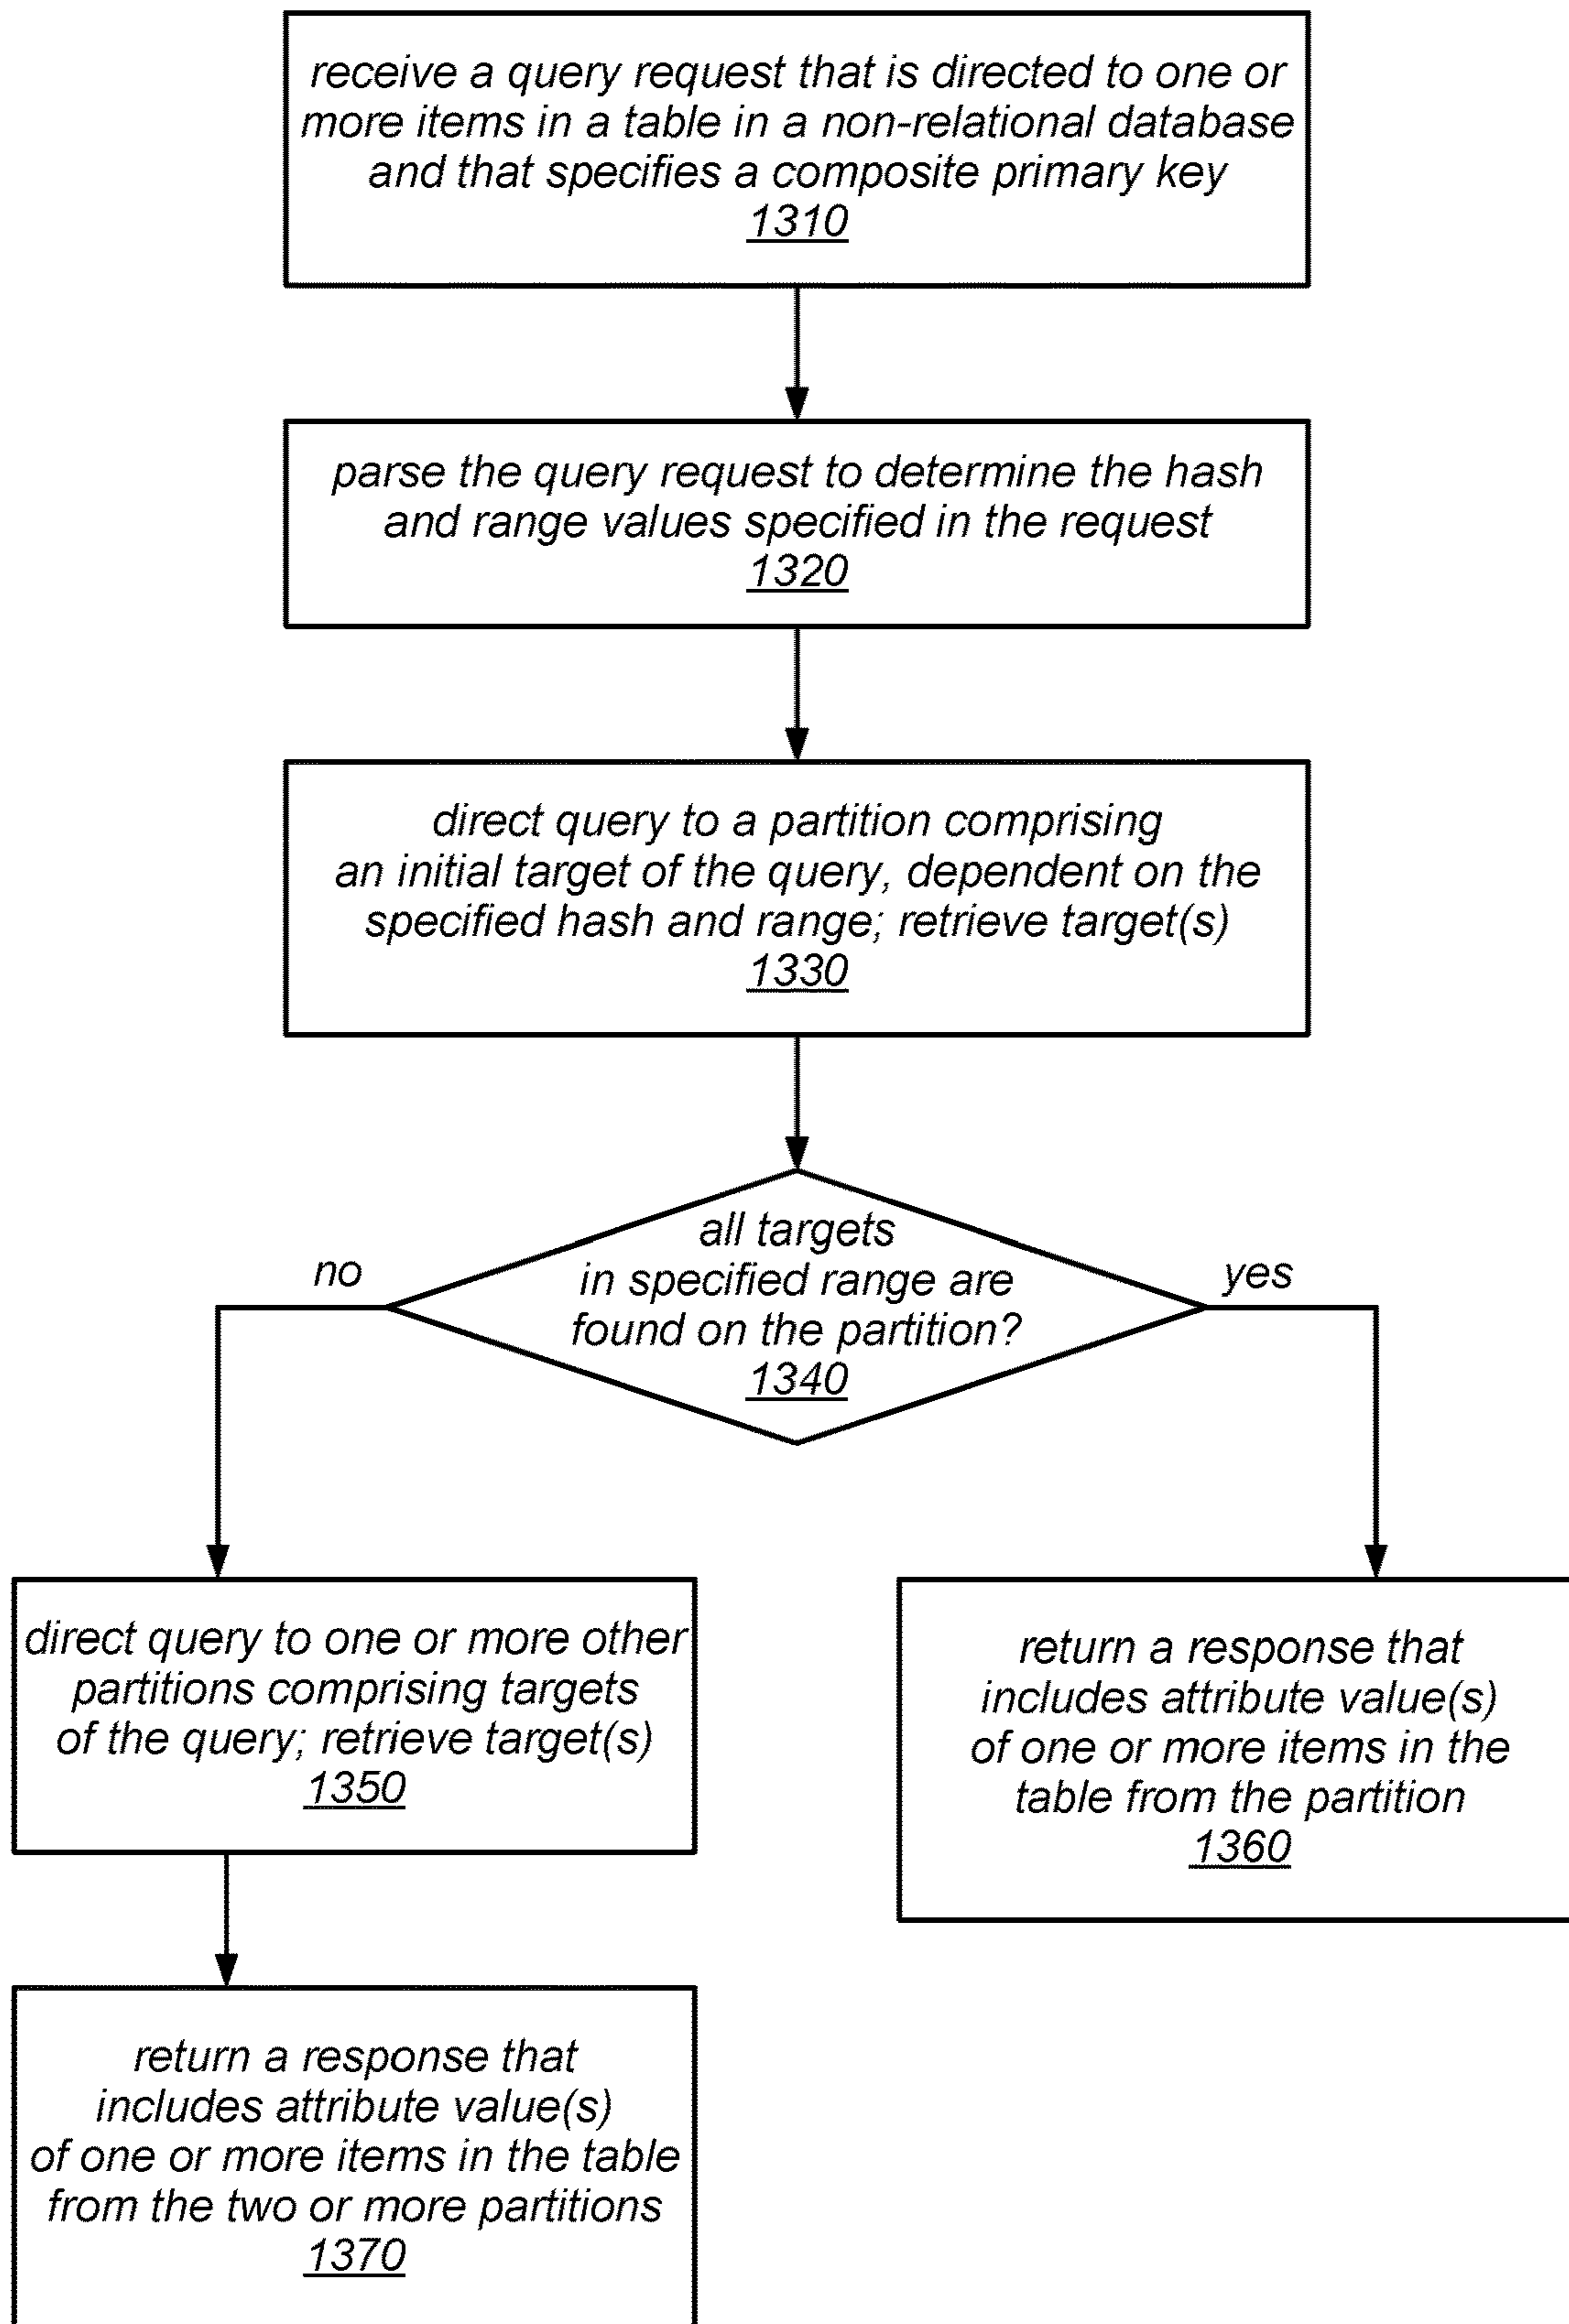 receive a query request that is directed to one or
more items in a table in a non-relational database
and that specifies a composite primary key
1310
parse the query request to determine the hash
and range values specified in the request
1320
direct query to a partition comprising
an initial target of the query, dependent on the
specified hash and range; retrieve target(s)
1330
all targets
in specified range are
found on the partition?
1340
no
yes
direct query to one or more other
partitions comprising targets
of the query; retrieve target(s)
1350
return a response that
includes attribute value(s)
of one or more items in the
table from the partition
1360
return a response that
includes attribute value(s)
of one or more items in the table
from the two or more partitions
1370